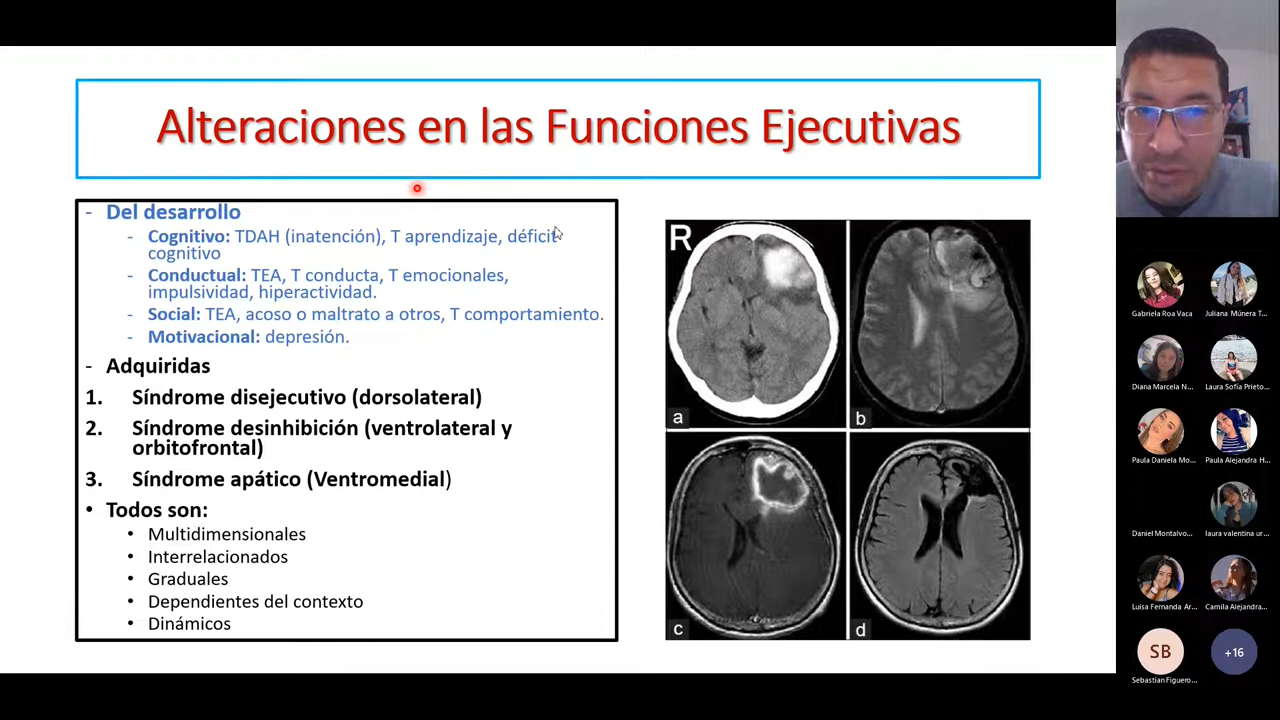 Alteraciones en las Funciones Ejecutivas
- Del desarrollo
- Cognitivo: TDAH (inatención), T aprendizaje, déficit
cognitivo
- Conductual: TEA, T conducta, T emocionales,
impulsividad, hiperactividad.
- Social: TEA, acoso o maltrato a otros, T comportamiento.
- Motivacional: depresión.
- Adquiridas
1. Síndrome disejecutivo (dorsolateral)
2. Síndrome desinhibición (ventrolateral y
orbitofrontal)
3. Síndrome apático (Ventromedial)
• Todos son:
• Multidimensionales
• Interrelacionados
• Graduales
• Dependientes del contexto
• Dinámicos
R
a
b
c
d
Gabriela Roa Vaca
Juliana Múnera T...
Diana Marcela N...
Laura Sofía Prieto...
Paula Daniela Mo...
Paula Alejandra H...
Daniel Montalvo...
laura valentina ur...
Luisa Fernanda Ar...
Camila Alejandra...
SB
+16
Sebastian Figuero...